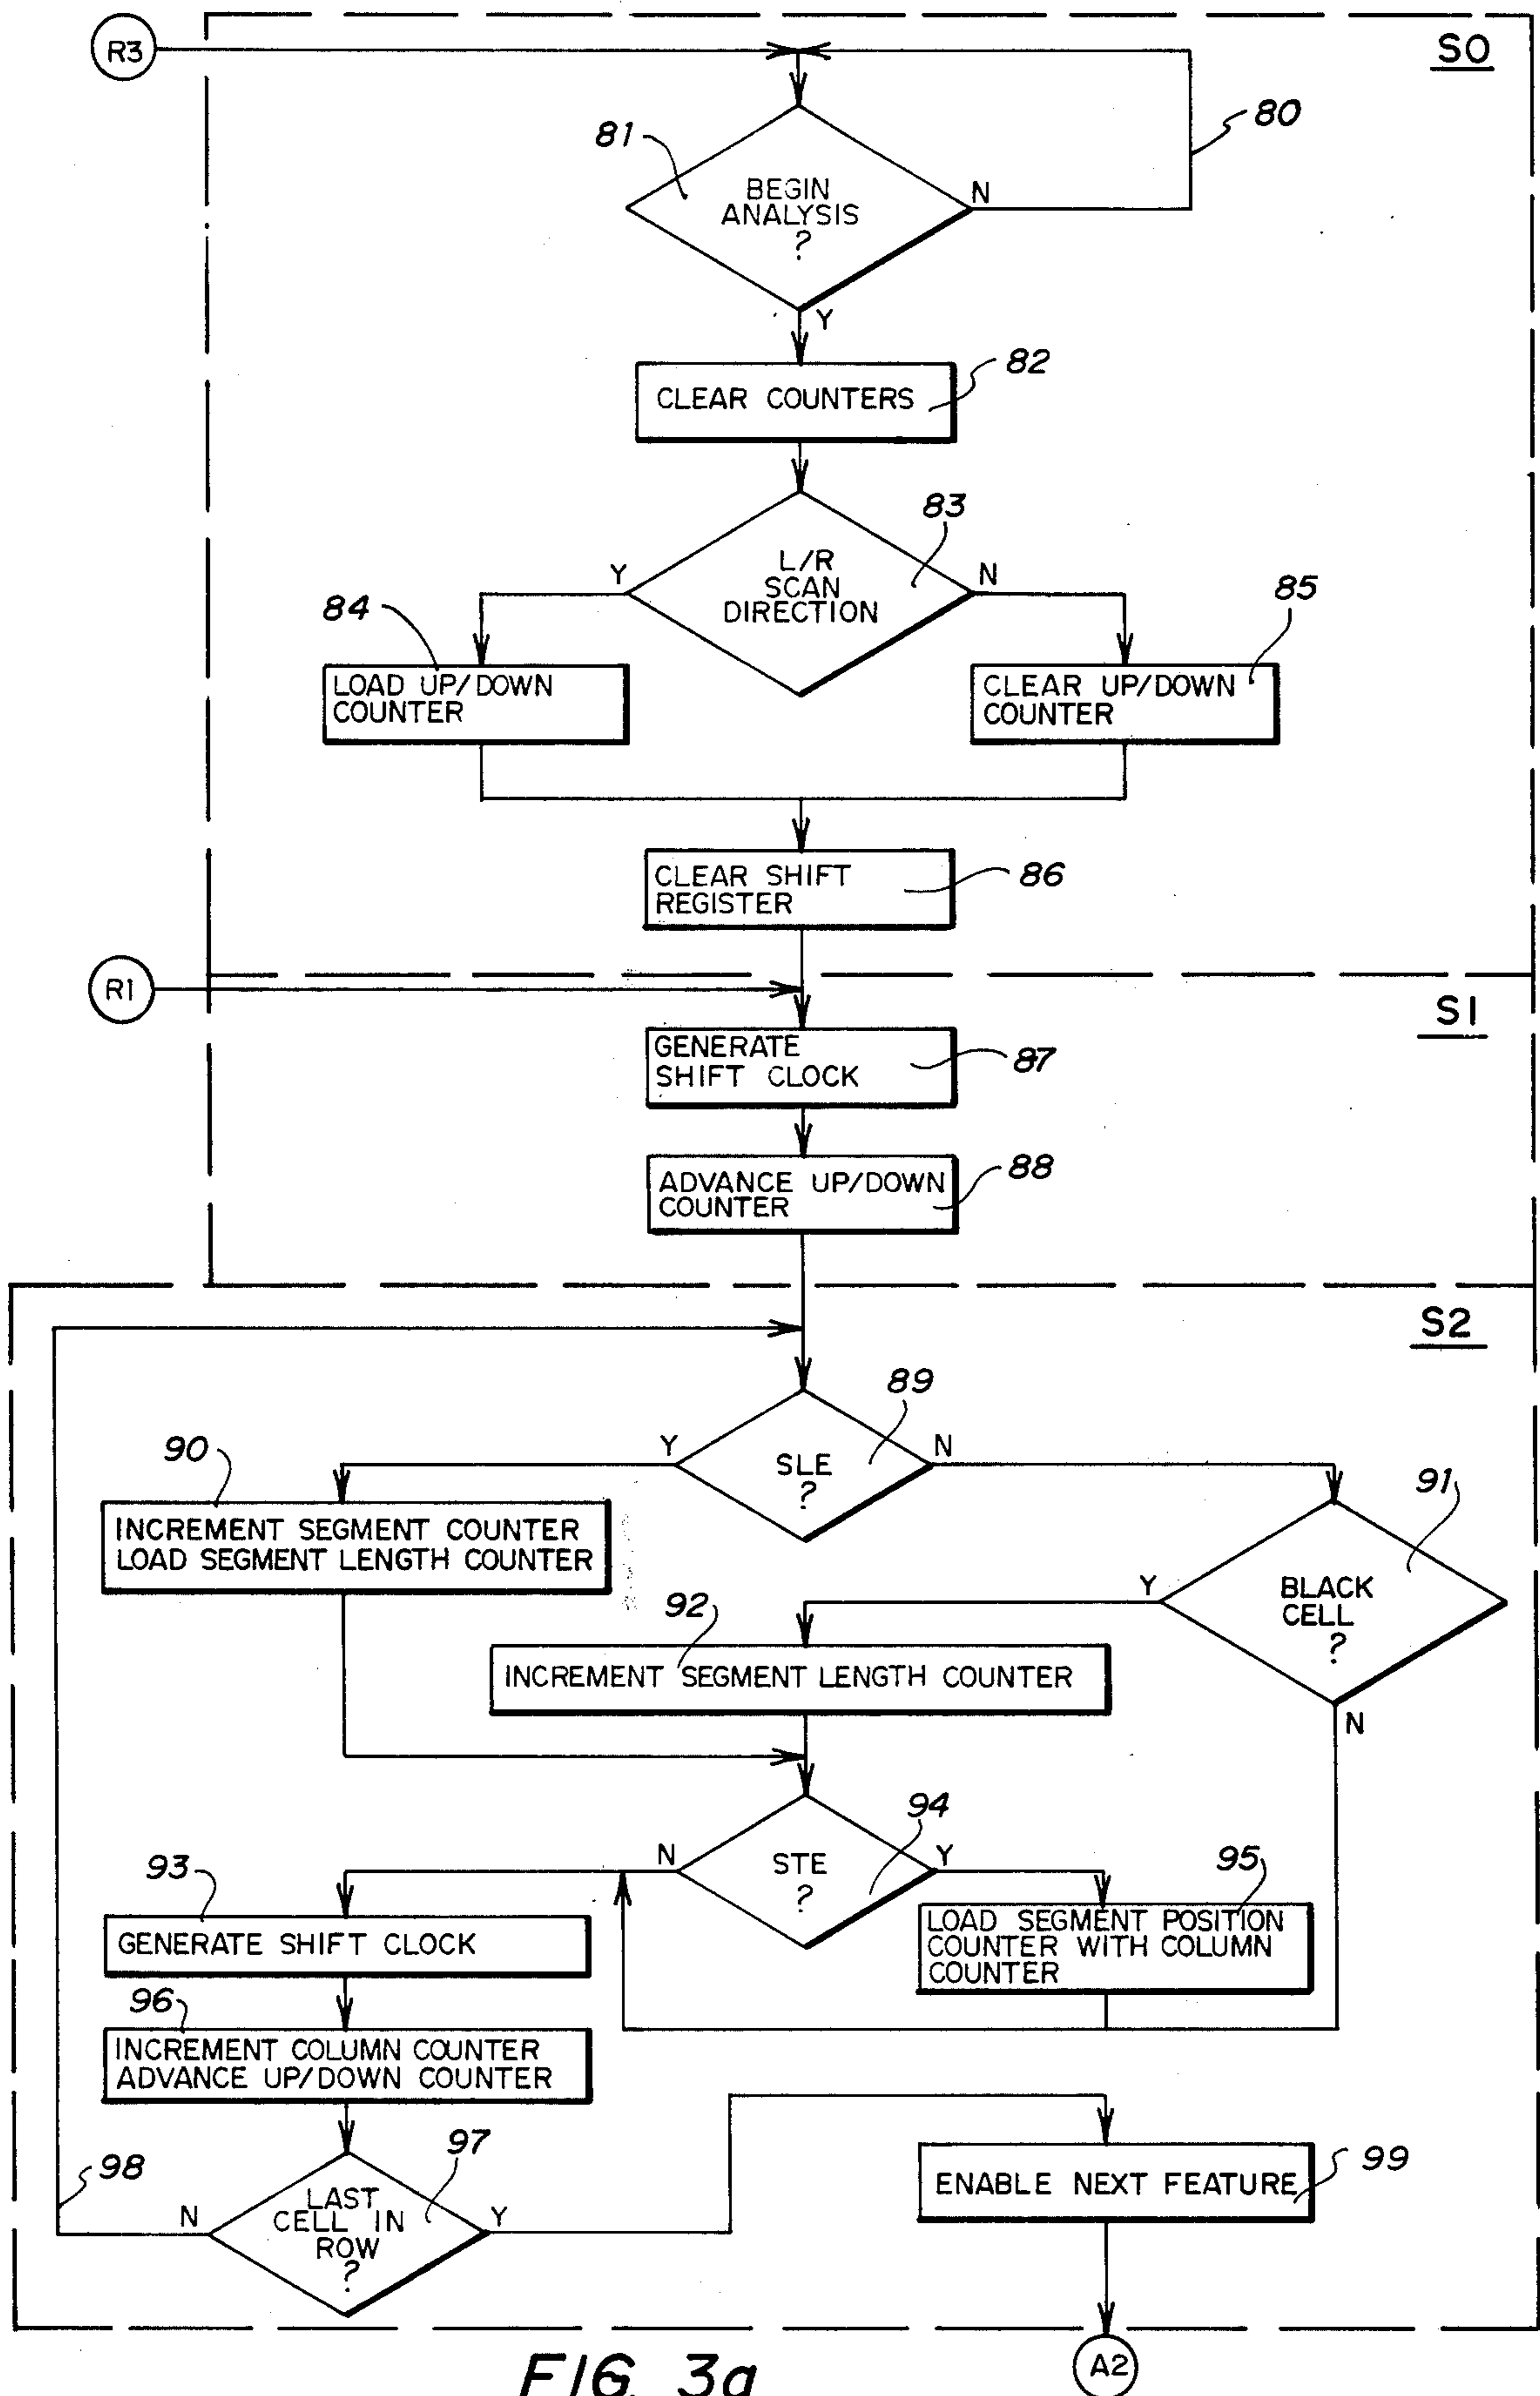 R3
S0
80
81
BEGIN
ANALYSIS
?
N
Y
82
CLEAR COUNTERS
83
L/R
SCAN
DIRECTION
Y
N
84
85
LOAD UP/DOWN
COUNTER
CLEAR UP/DOWN
COUNTER
CLEAR SHIFT
REGISTER
86
R1
S1
GENERATE
SHIFT CLOCK
87
ADVANCE UP/DOWN
COUNTER
88
S2
89
SLE
?
Y
N
90
91
INCREMENT SEGMENT COUNTER
LOAD SEGMENT LENGTH COUNTER
BLACK
CELL
?
Y
N
92
INCREMENT SEGMENT LENGTH COUNTER
94
STE
?
N
Y
93
95
GENERATE SHIFT CLOCK
LOAD SEGMENT POSITION
COUNTER WITH COLUMN
COUNTER
96
INCREMENT COLUMN COUNTER
ADVANCE UP/DOWN COUNTER
98
97
LAST
CELL IN
ROW
?
N
Y
ENABLE NEXT FEATURE
99
A2
FIG. 3a